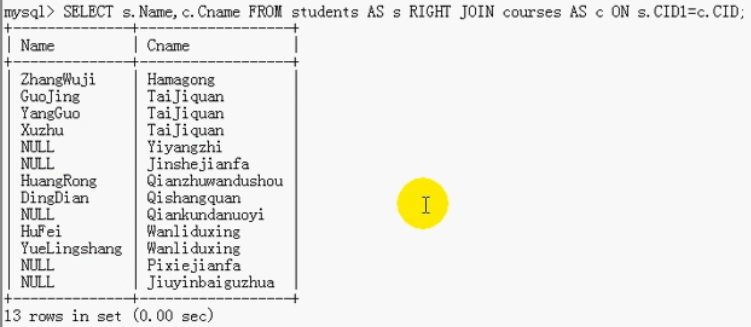 mysql> SELECT s.Name,c.Cname FROM students AS s RIGHT JOIN courses AS c ON s.CID1=c.CID;
+-------------+------------------+
| Name        | Cname            |
+-------------+------------------+
| ZhangWuji   | Hamagong         |
| GuoJing     | TaiJiquan        |
| YangGuo     | TaiJiquan        |
| Xuzhu       | TaiJiquan        |
| NULL        | Yiyangzhi        |
| NULL        | Jinshejianfa     |
| HuangRong   | Qianzhuwandushou |
| DingDian    | Qishangquan      |
| NULL        | Qiankundanuoyi   |
| HuFei       | Wanliduxing      |
| YueLingshang | Wanliduxing      |
| NULL        | Pixiejianfa      |
| NULL        | Jiuyinbaiguzhua  |
+-------------+------------------+
13 rows in set (0.00 sec)